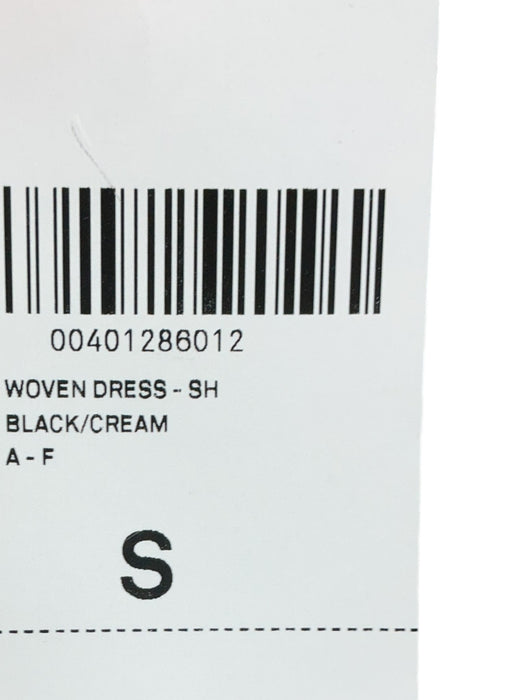 00401286012
WOVEN DRESS - SH
BLACK/CREAM
A - F
S